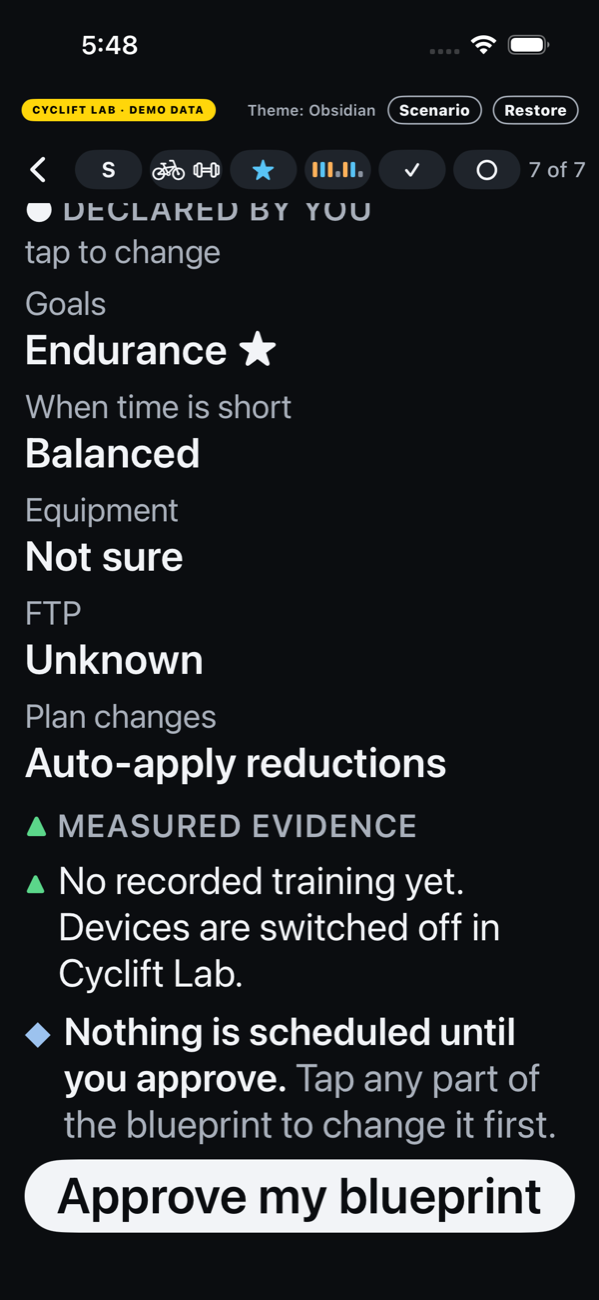 5:48
CYCLIFT LAB · DEMO DATA
Theme: Obsidian
Scenario
Restore
S
7 of 7
DECLARED BY YOU
tap to change
Goals
Endurance ★
When time is short
Balanced
Equipment
Not sure
FTP
Unknown
Plan changes
Auto-apply reductions
MEASURED EVIDENCE
No recorded training yet.
Devices are switched off in
Cyclift Lab.
Nothing is scheduled until
you approve. Tap any part of
the blueprint to change it first.
Approve my blueprint